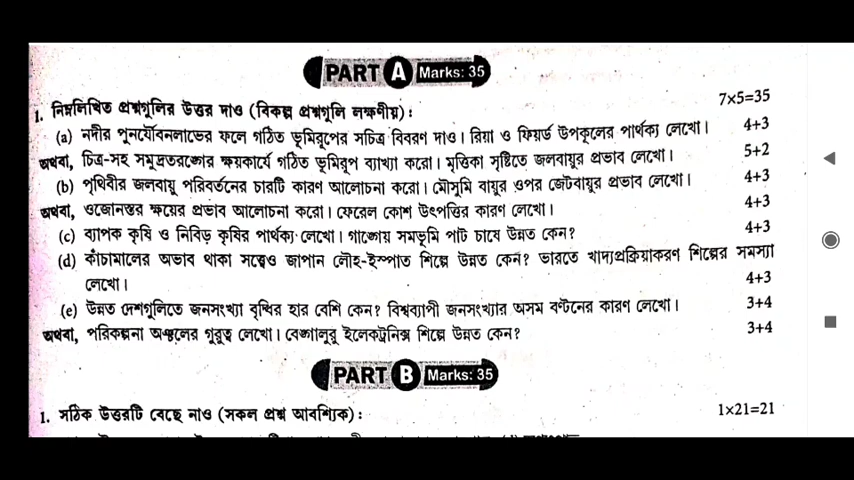 PART A Marks: 35
1. নিম্নলিখিত প্রশ্নগুলির উত্তর দাও (বিকল্প প্রশ্নগুলি লক্ষণীয়) : 7×5=35
(a) নদীর পুনর্যৌবনলাভের ফলে গঠিত ভূমিরূপের সচিত্র বিবরণ দাও। রিয়া ও ফিয়র্ড উপকূলের পার্থক্য লেখো। 4+3
অথবা, চিত্র-সহ সমুদ্রতরঙ্গের ক্ষয়কার্যে গঠিত ভূমিরূপ ব্যাখ্যা করো। মৃত্তিকা সৃষ্টিতে জলবায়ুর প্রভাব লেখো। 5+2
(b) পৃথিবীর জলবায়ু পরিবর্তনের চারটি কারণ আলোচনা করো। মৌসুমি বায়ুর ওপর জেটবায়ুর প্রভাব লেখো। 4+3
অথবা, ওজোনস্তর ক্ষয়ের প্রভাব আলোচনা করো। ফেরেল কোশ উৎপত্তির কারণ লেখো। 4+3
(c) ব্যাপক কৃষি ও নিবিড় কৃষির পার্থক্য লেখো। গাঙ্গেয় সমভূমি পাট চাষে উন্নত কেন? 4+3
(d) কাঁচামালের অভাব থাকা সত্ত্বেও জাপান লৌহ-ইস্পাত শিল্পে উন্নত কেন? ভারতে খাদ্যপ্রক্রিয়াকরণ শিল্পের সমস্যা
লেখো। 4+3
(e) উন্নত দেশগুলিতে জনসংখ্যা বৃদ্ধির হার বেশি কেন? বিশ্বব্যাপী জনসংখ্যার অসম বণ্টনের কারণ লেখো। 3+4
অথবা, পরিকল্পনা অঞ্চলের গুরুত্ব লেখো। বেঙ্গালুরু ইলেকট্রনিক্স শিল্পে উন্নত কেন? 3+4
PART B Marks: 35
1. সঠিক উত্তরটি বেছে নাও (সকল প্রশ্ন আবশ্যিক) : 1×21=21